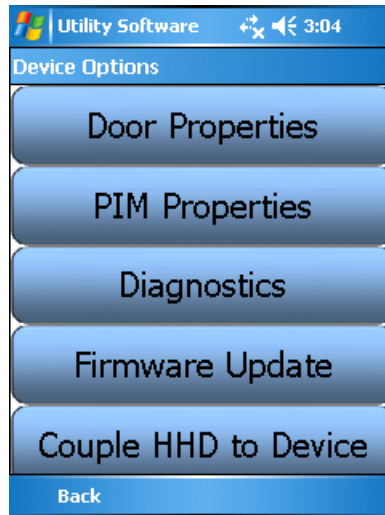 Utility Software 3:04
Device Options
Door Properties
PIM Properties
Diagnostics
Firmware Update
Couple HHD to Device
Back